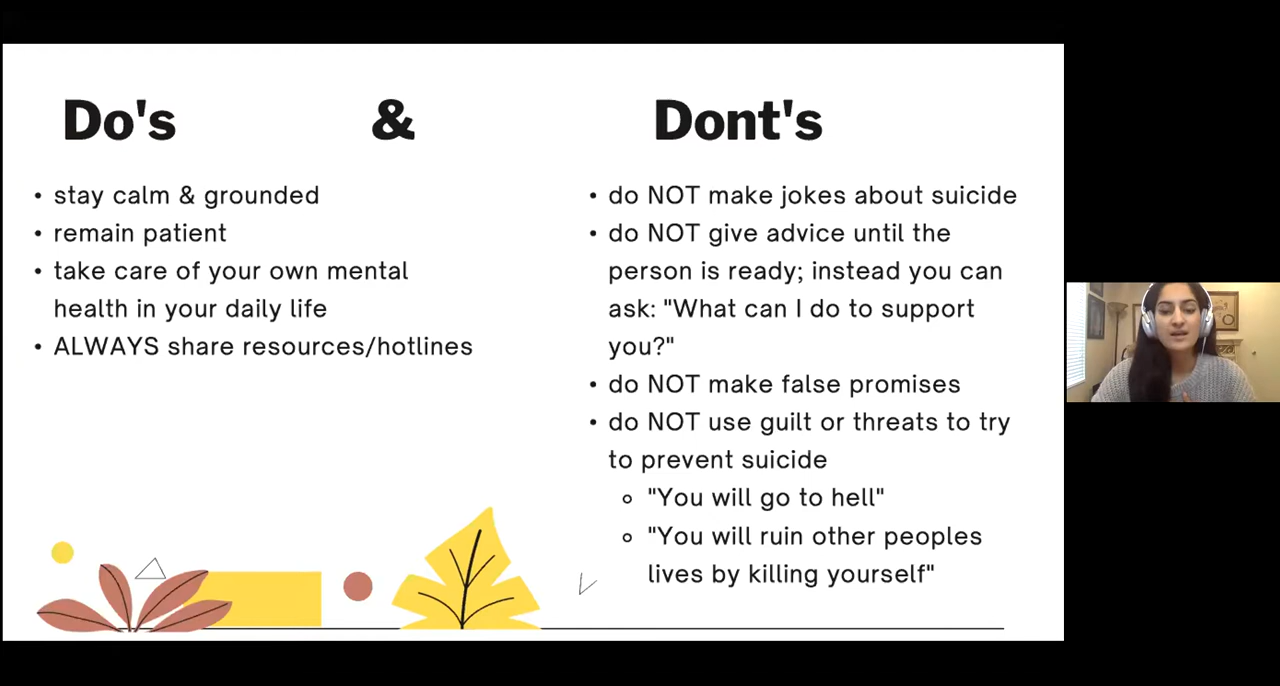 Do's & Dont's
• stay calm & grounded
• remain patient
• take care of your own mental
health in your daily life
• ALWAYS share resources/hotlines
• do NOT make jokes about suicide
• do NOT give advice until the
person is ready; instead you can
ask: "What can I do to support
you?"
• do NOT make false promises
• do NOT use guilt or threats to try
to prevent suicide
◦ "You will go to hell"
◦ "You will ruin other peoples
lives by killing yourself"